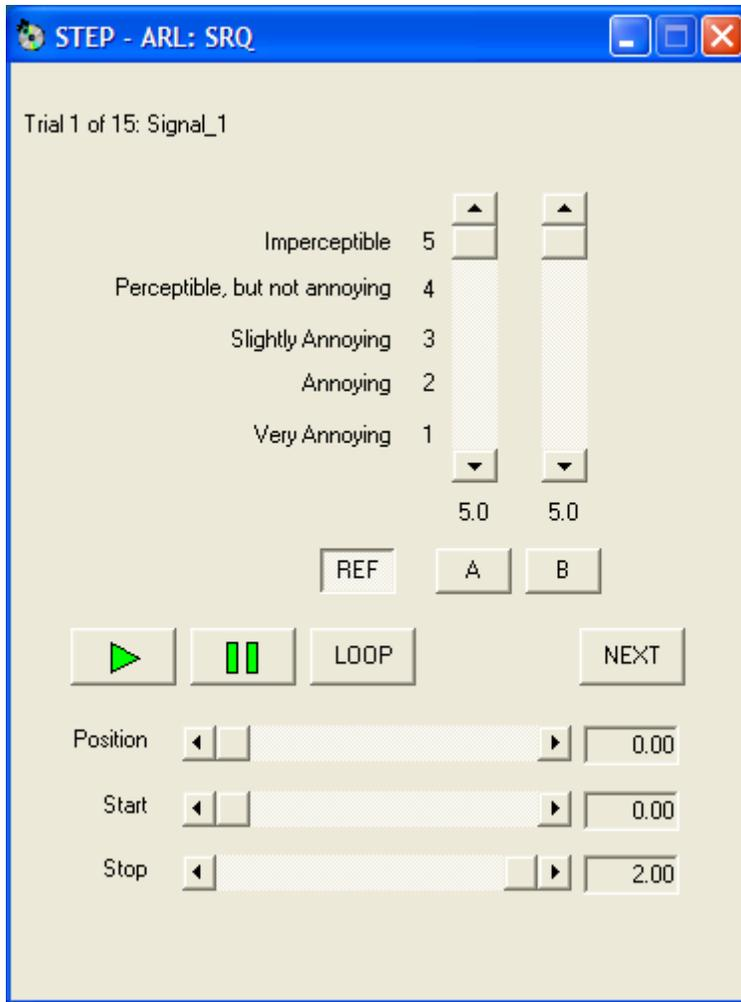 STEP - ARL: SRQ
Trial 1 of 15: Signal_1
Imperceptible 5
Perceptible, but not annoying 4
Slightly Annoying 3
Annoying 2
Very Annoying 1
5.0 5.0
REF A B
LOOP NEXT
Position 0.00
Start 0.00
Stop 2.00